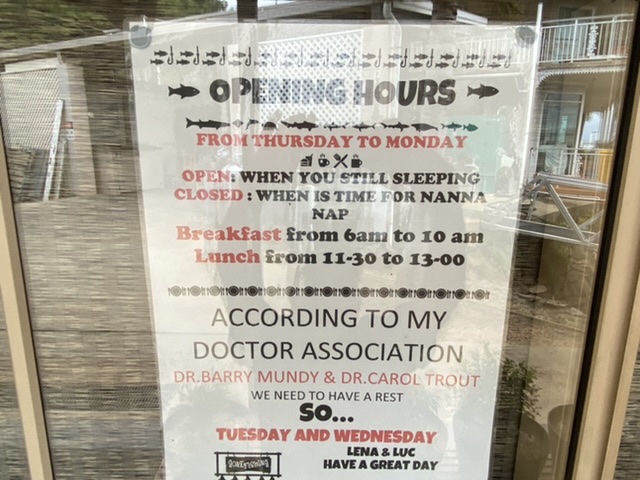 OPENING HOURS
FROM THURSDAY TO MONDAY
OPEN: WHEN YOU STILL SLEEPING
CLOSED : WHEN IS TIME FOR NANNA
NAP
Breakfast from 6am to 10 am
Lunch from 11-30 to 13-00
ACCORDING TO MY
DOCTOR ASSOCIATION
DR.BARRY MUNDY & DR.CAROL TROUT
WE NEED TO HAVE A REST
SO...
TUESDAY AND WEDNESDAY
LENA & LUC
HAVE A GREAT DAY
GONE FISHING